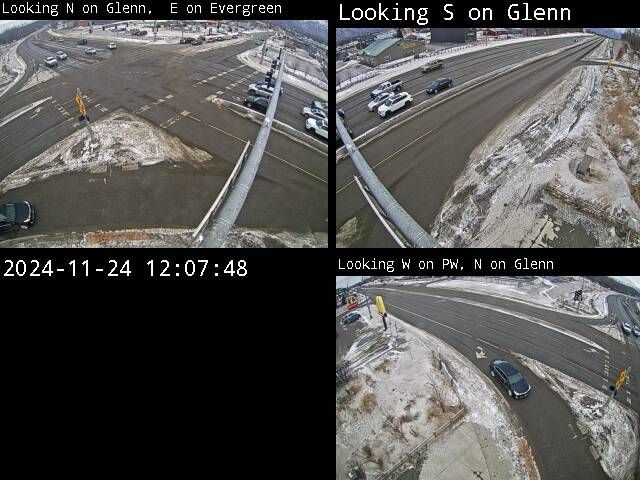 Looking N on Glenn,  E on Evergreen
Looking S on Glenn
2024-11-24 12:07:48
Looking W on PW, N on Glenn